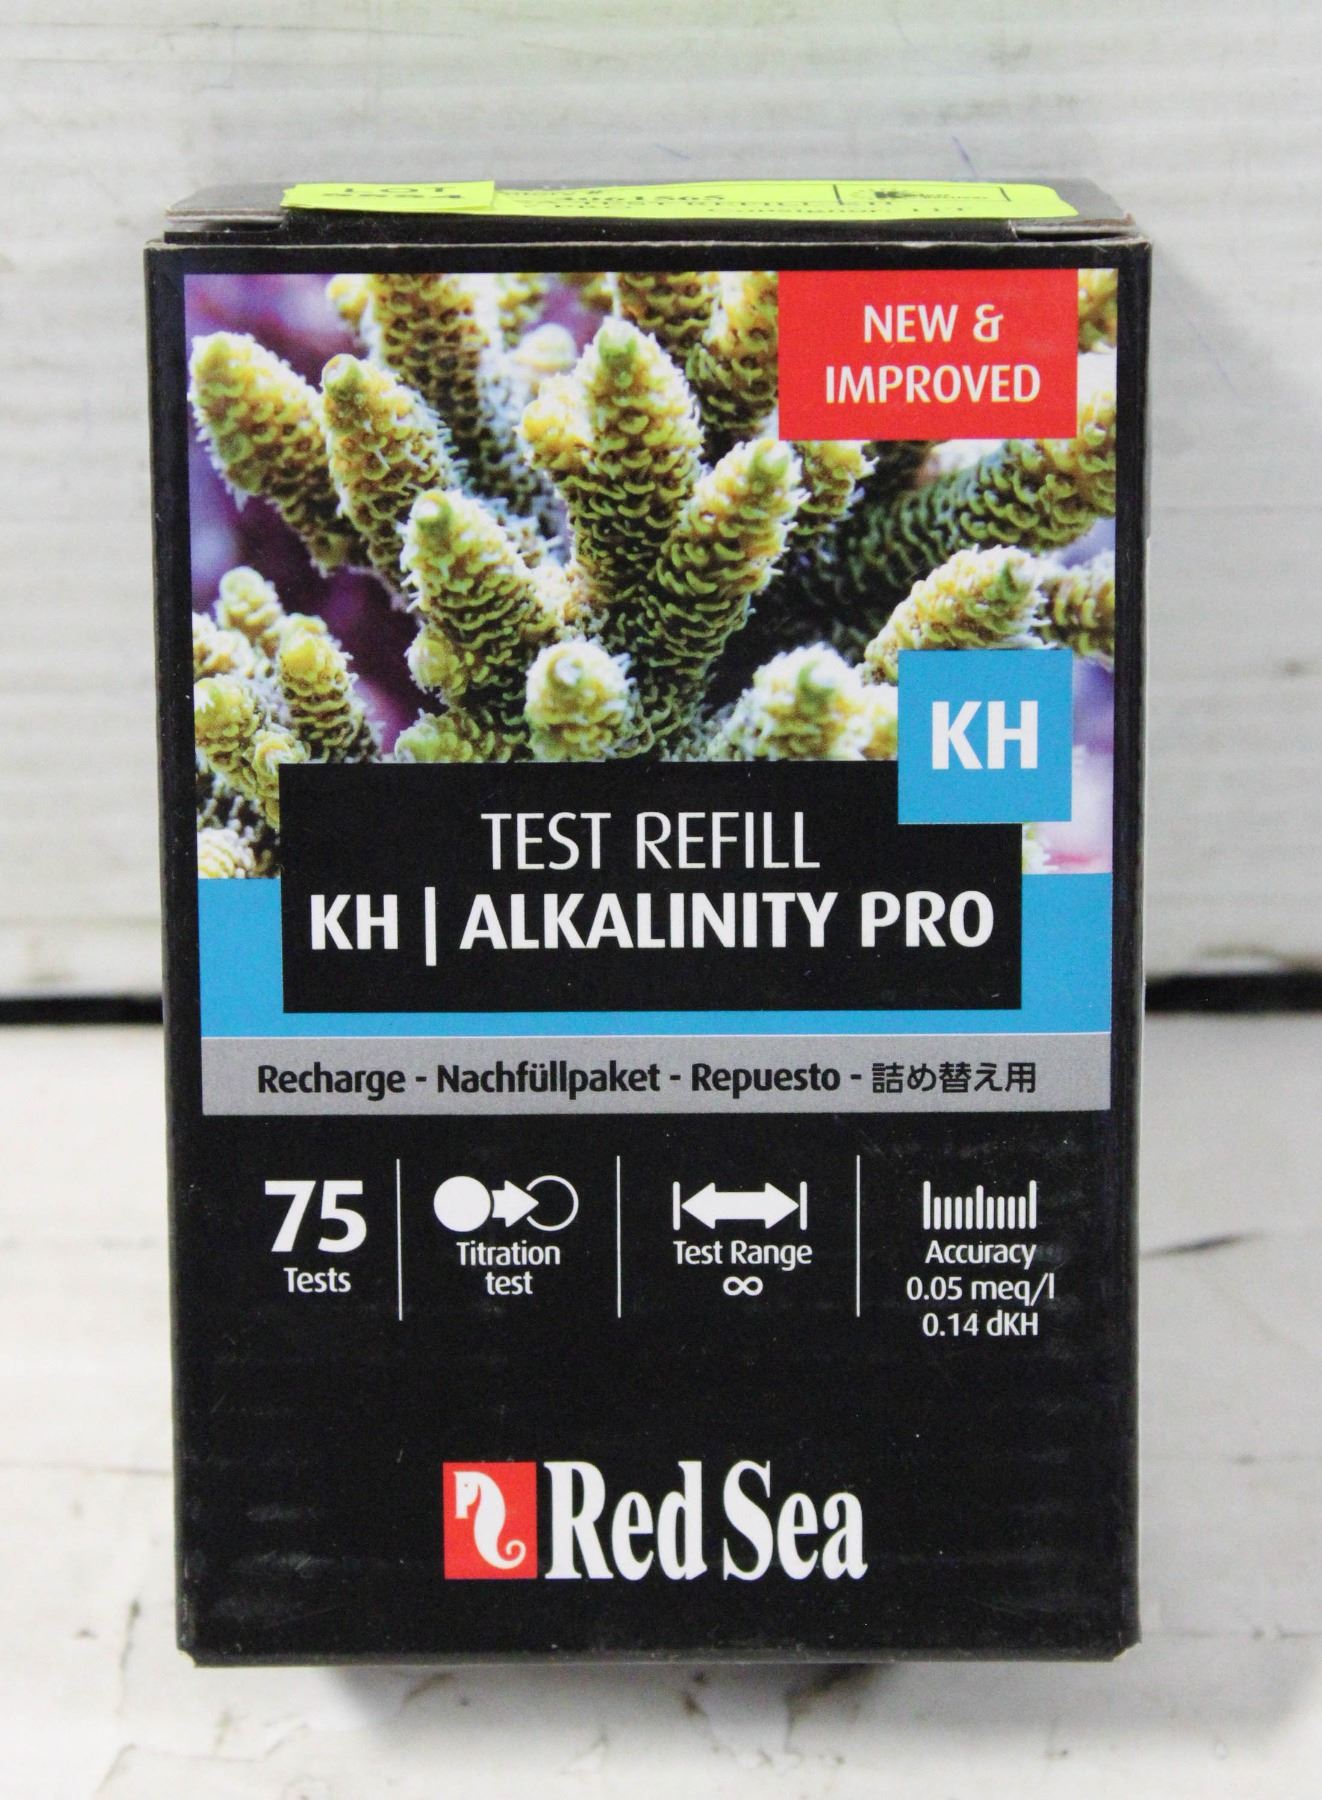 LOT
NEW &
IMPROVED
KH
TEST REFILL
KH | ALKALINITY PRO
Recharge - Nachfüllpaket - Repuesto - 詰め替え用
75
Tests
Titration
test
Test Range
∞
Accuracy
0.05 meq/l
0.14 dKH
Red Sea